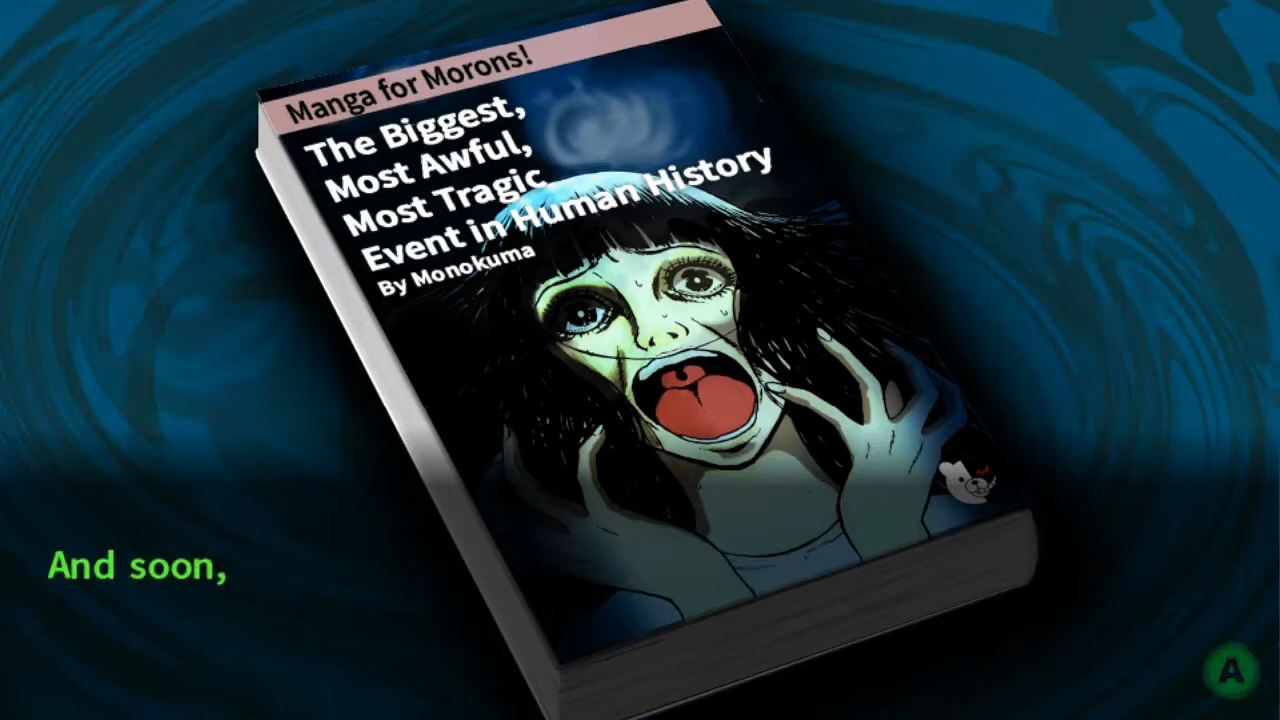 Manga for Morons!
The Biggest,
Most Awful,
Most Tragic
Event in Human History
By Monokuma
And soon,
A